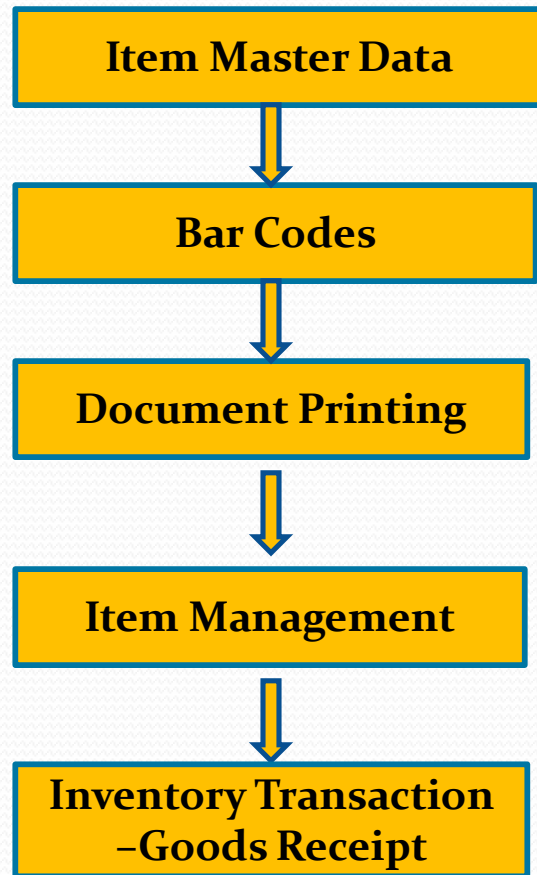 Item Master Data
Bar Codes
Document Printing
Item Management
Inventory Transaction
–Goods Receipt